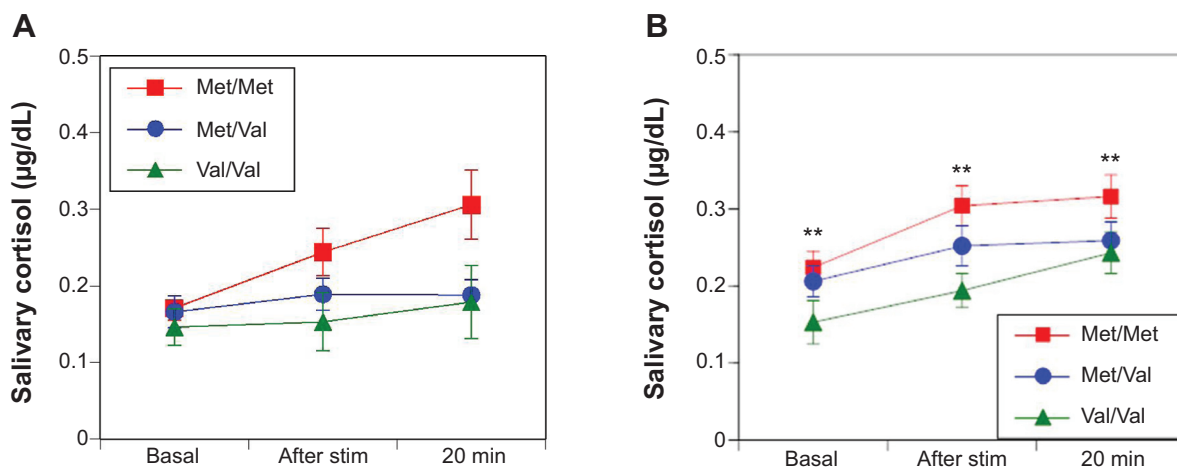 A
Salivary cortisol (µg/dL)
0.5
0.4
0.3
0.2
0.1
0
Met/Met
Met/Val
Val/Val
Basal After stim 20 min
B
Salivary cortisol (µg/dL)
0.5
0.4
0.3
0.2
0.1
0
**
**
**
Met/Met
Met/Val
Val/Val
Basal After stim 20 min